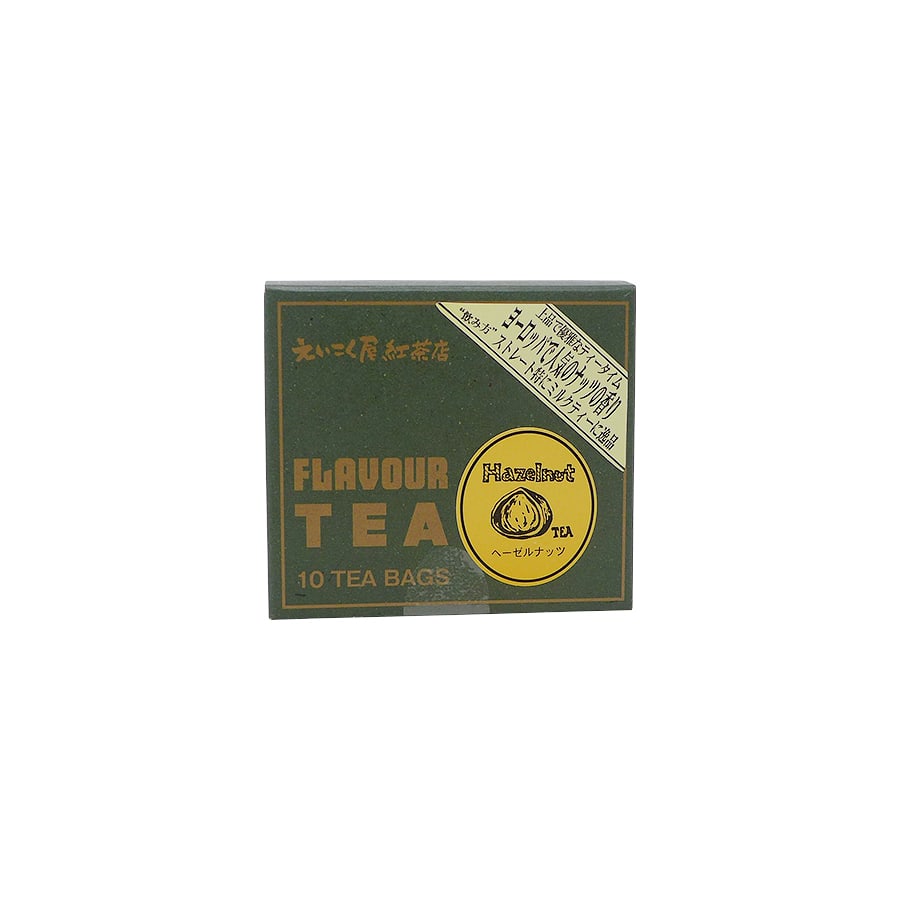 えいこく屋紅茶店
上品で優雅なティータイム
ヨーロッパで人気のナッツの香り
"飲み方"
ストレート特にミルクティーに逸品
FLAVOUR
TEA
10 TEA BAGS
Hazelnut
TEA
ヘーゼルナッツ